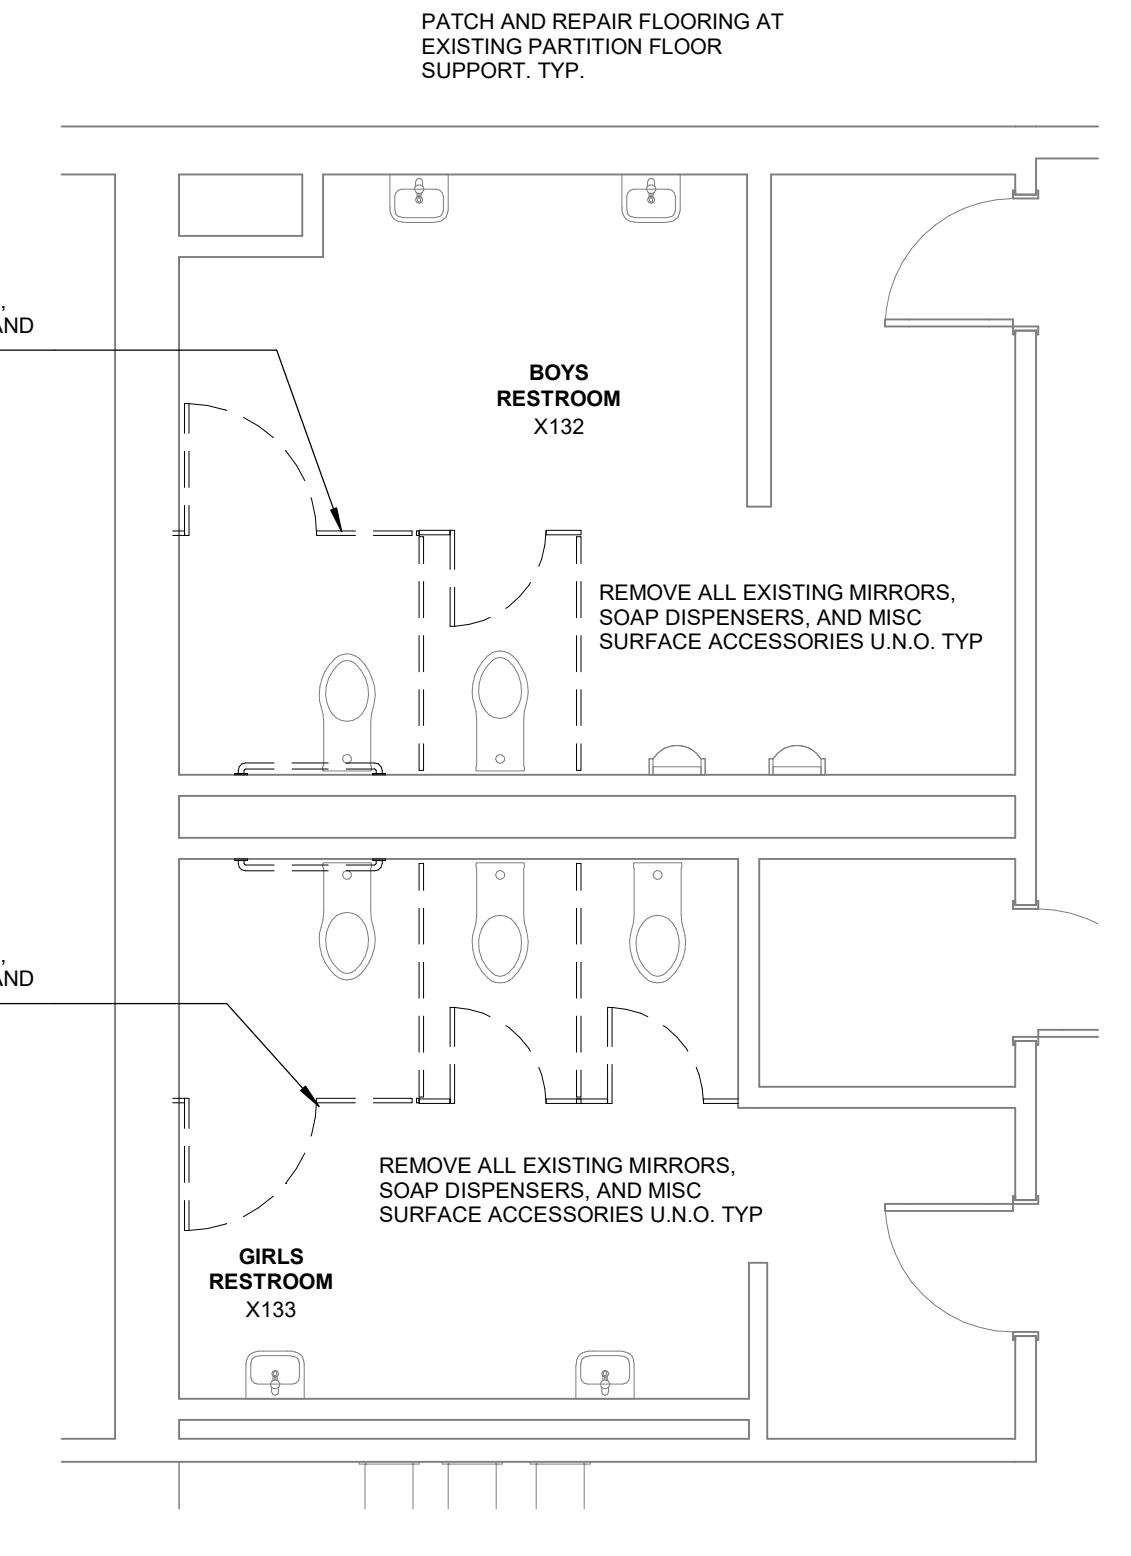 PATCH AND REPAIR FLOORING AT
EXISTING PARTITION FLOOR
SUPPORT. TYP.
,
AND
BOYS
RESTROOM
X132
REMOVE ALL EXISTING MIRRORS,
SOAP DISPENSERS, AND MISC
SURFACE ACCESSORIES U.N.O. TYP
,
AND
REMOVE ALL EXISTING MIRRORS,
SOAP DISPENSERS, AND MISC
SURFACE ACCESSORIES U.N.O. TYP
GIRLS
RESTROOM
X133